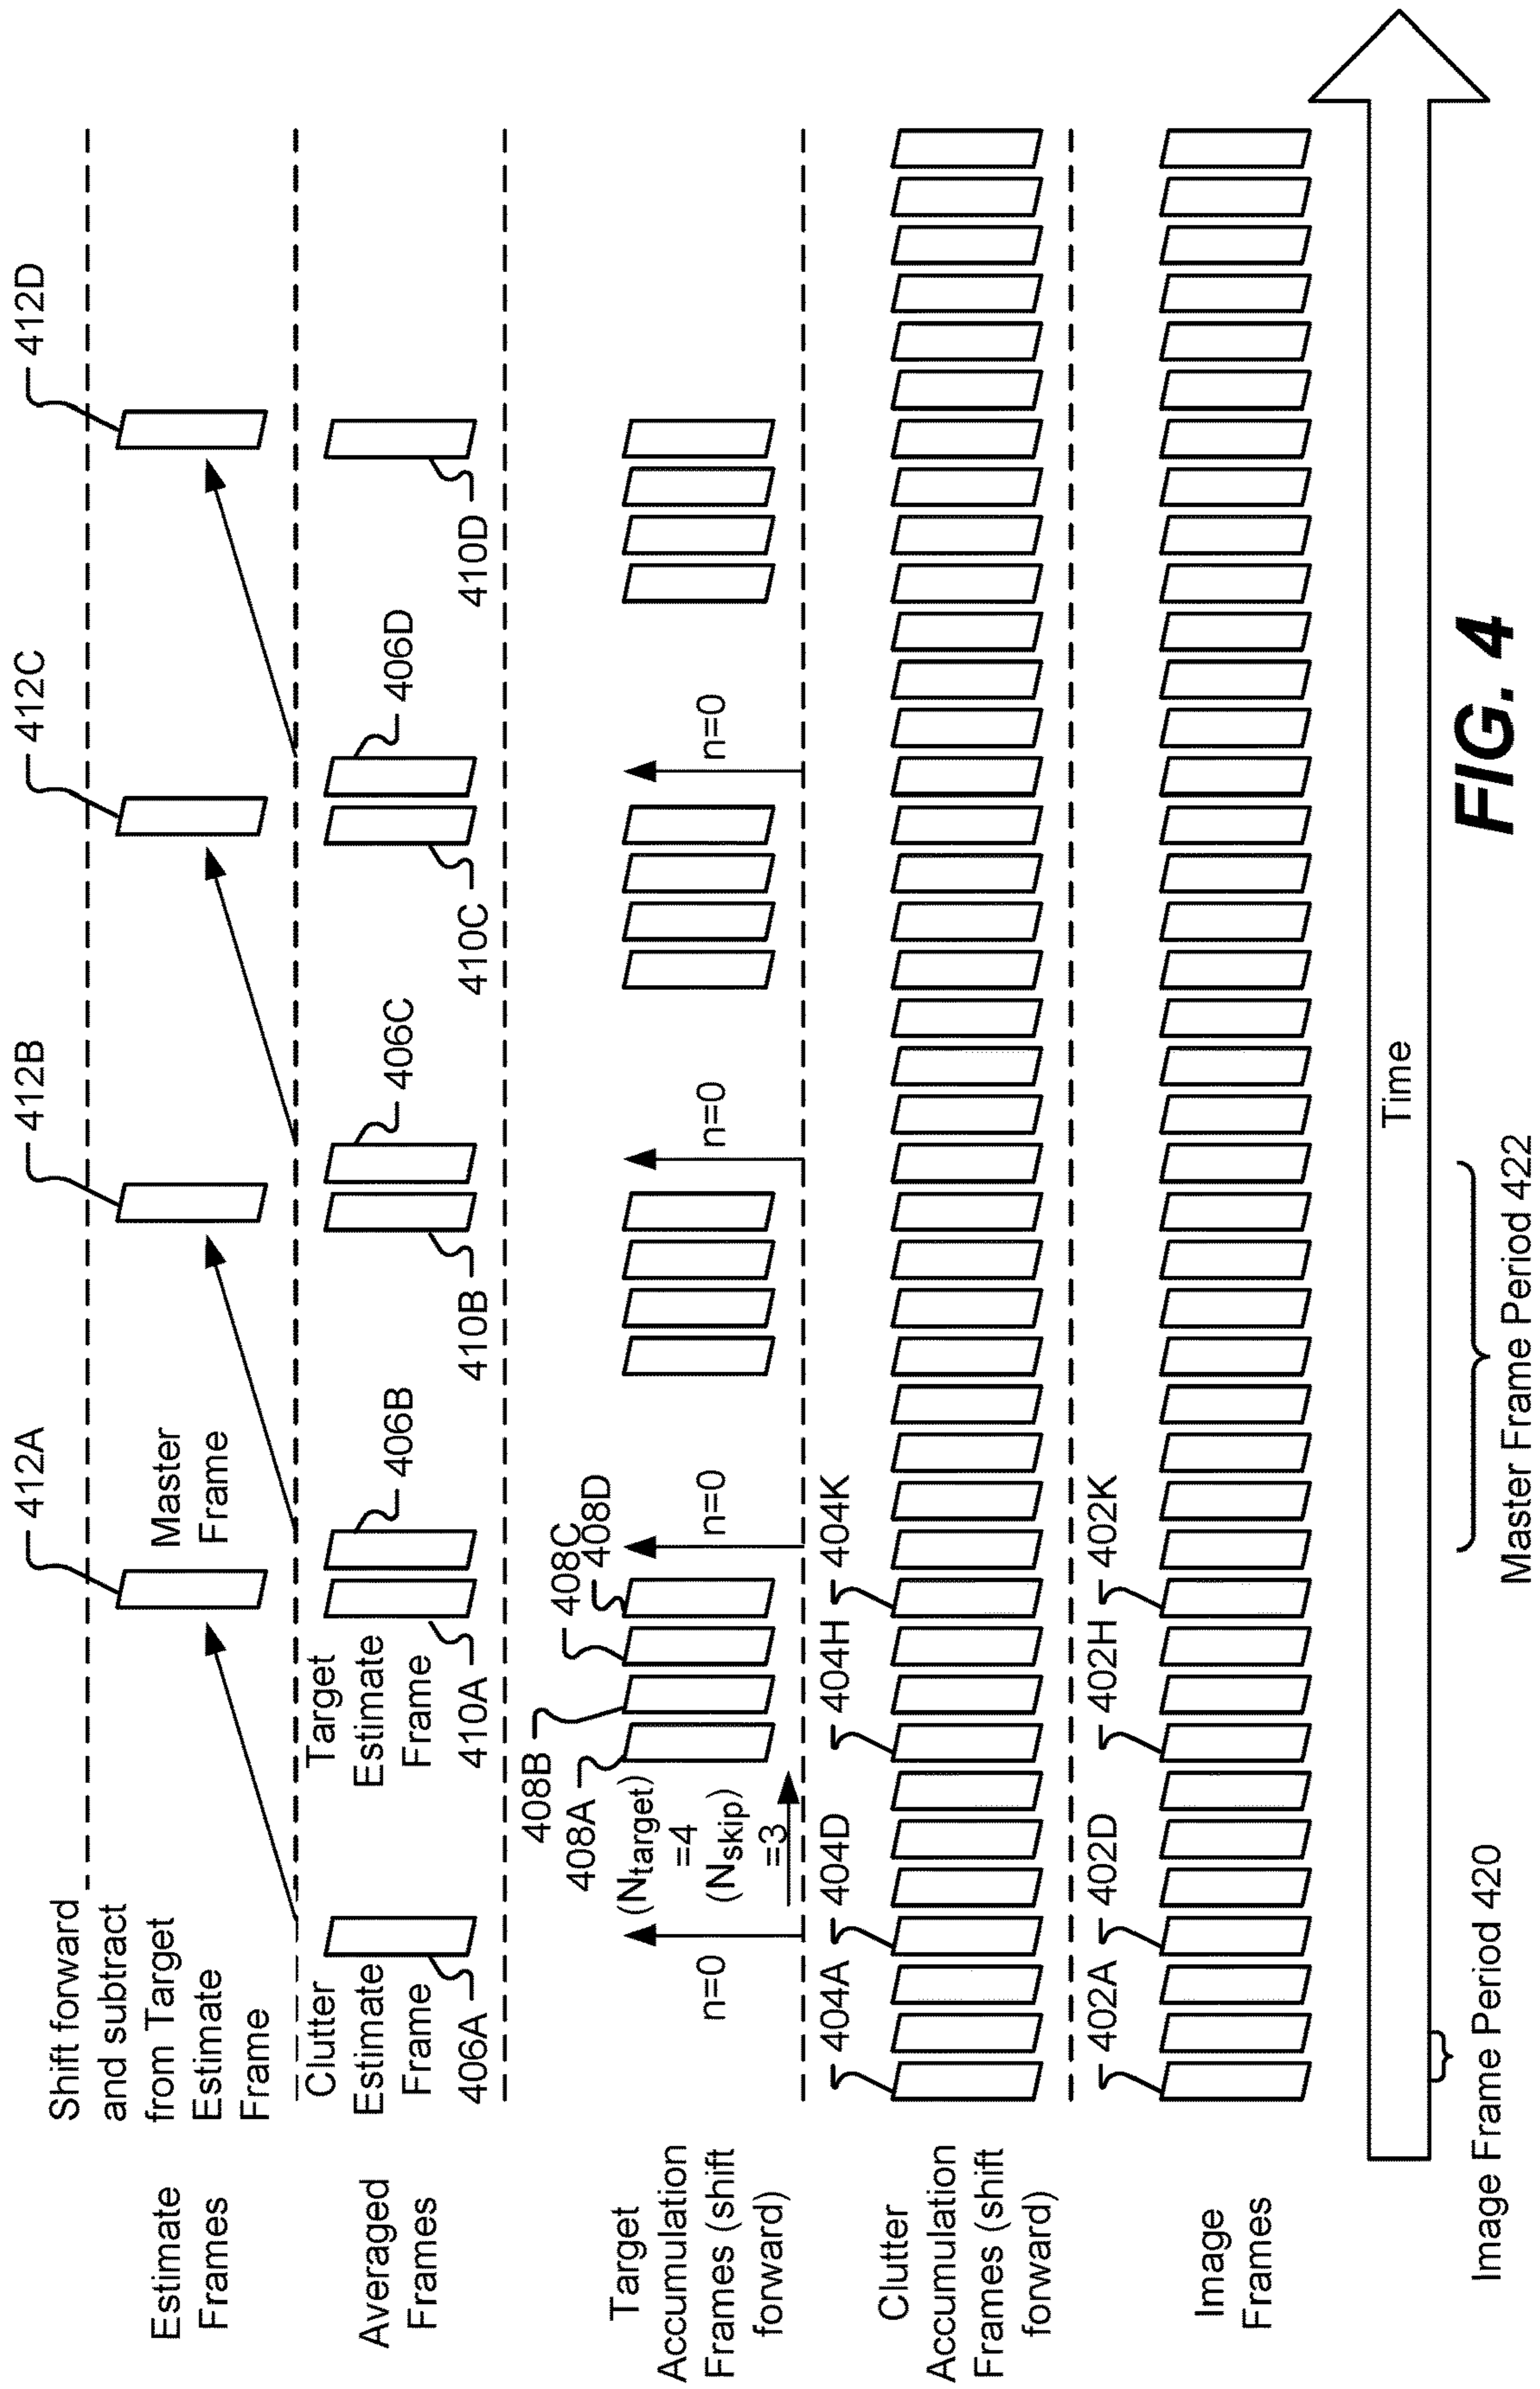 412A
412B
412C
412D
Estimate
Frames
Shift forward
and subtract
from Target
Estimate
Frame
Master
Frame
Averaged
Frames
Clutter
Estimate
Frame
406A
Target
Estimate
Frame
410A
406B
410B
406C
410C
406D
410D
Target
Accumulation
Frames (shift
forward)
n=0
(Ntarget)
=4
(Nskip)
=3
408A
408B
408C
408D
n=0
n=0
n=0
Clutter
Accumulation
Frames (shift
forward)
404A
404D
404H
404K
Image
Frames
402A
402D
402H
402K
Time
Image Frame Period 420
Master Frame Period 422
FIG. 4